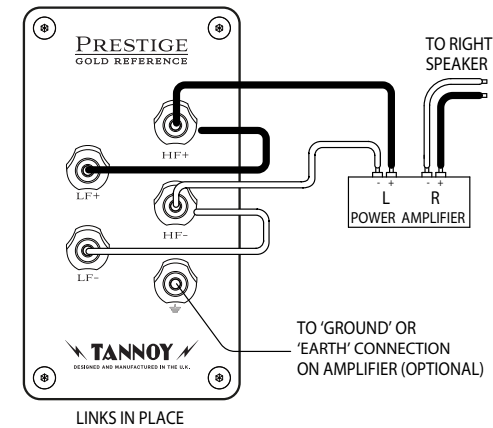 PRESTIGE
GOLD REFERENCE
TO RIGHT
SPEAKER
HF+
LF+
- + - +
L R
POWER AMPLIFIER
HF-
LF-
TANNOY
DESIGNED AND MANUFACTURED IN THE U.K.
TO ‘GROUND’ OR
‘EARTH’ CONNECTION
ON AMPLIFIER (OPTIONAL)
LINKS IN PLACE